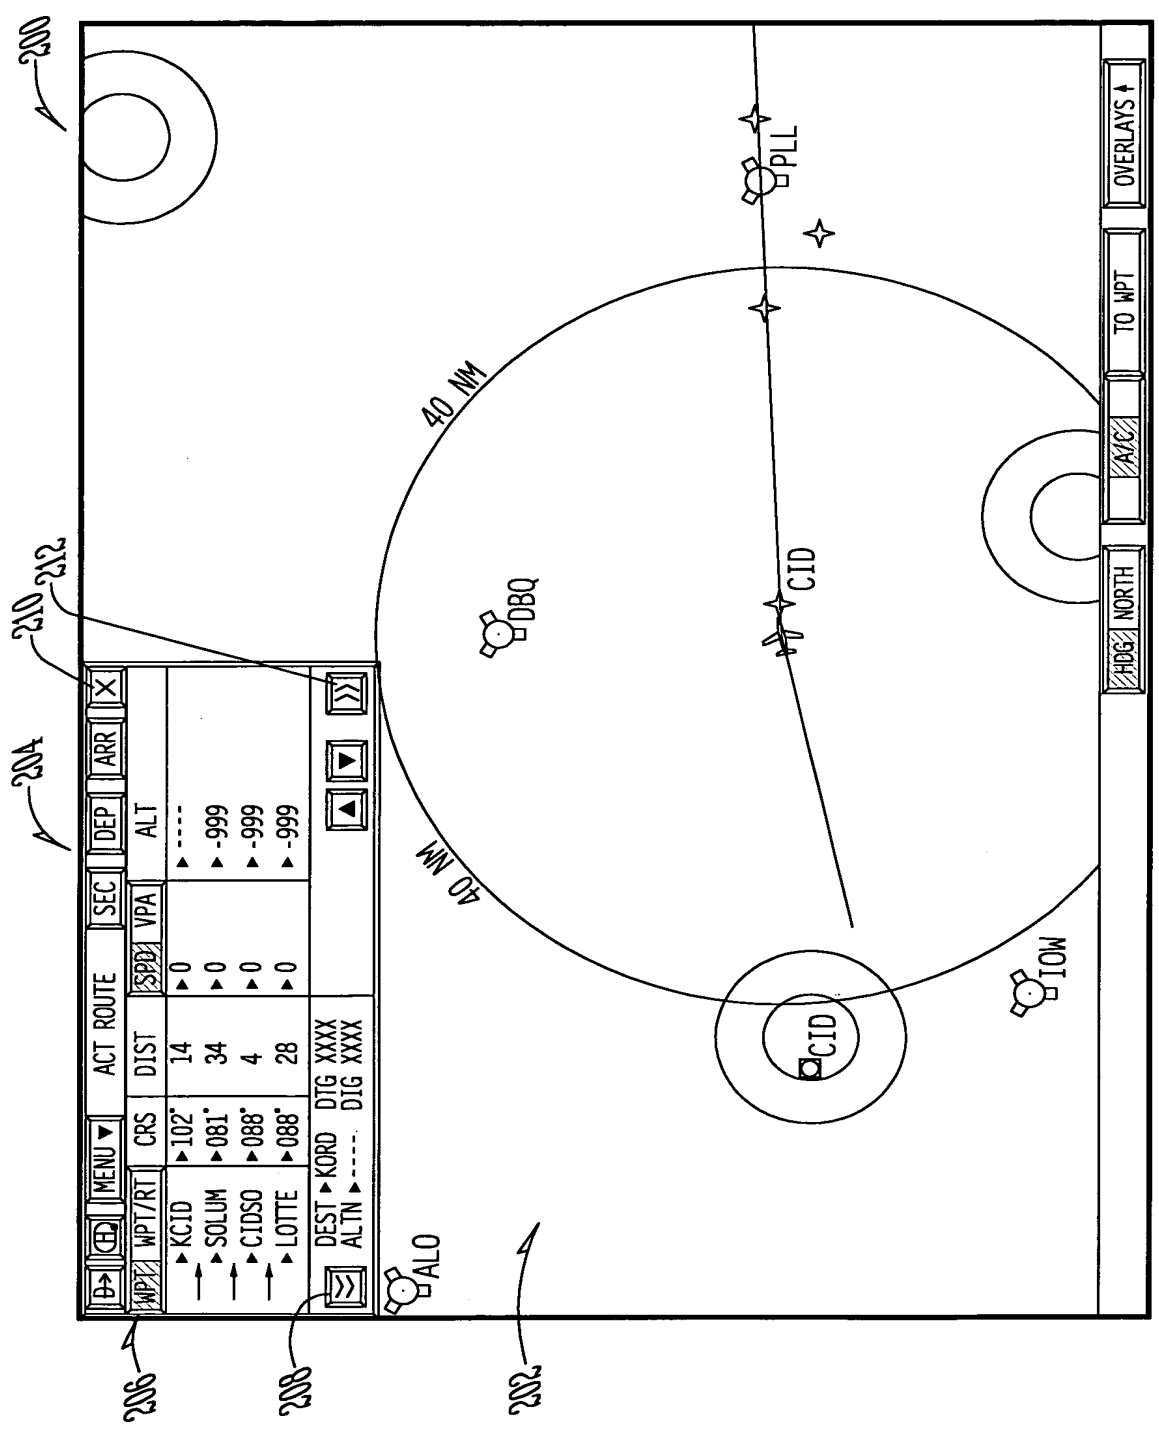 200
204
210
212
206
208
202
D→ H MENU▼ ACT ROUTE SEC DEP ARR X
WPT WPT/RT CRS DIST SPD VPA ALT
▶KCID ▶102° 14 ▶0 ▶----
▶SOLUM ▶081° 34 ▶0 ▶-999
▶CIDSO ▶088° 4 ▶0 ▶-999
▶LOTTE ▶088° 28 ▶0 ▶-999
DEST ▶KORD DTG XXXX
ALTN ▶---- DIG XXXX
ALO
40 NM
40 NM
DBQ
CID
PLL
CID
IOW
HDG NORTH A/C TO WPT OVERLAYS↑